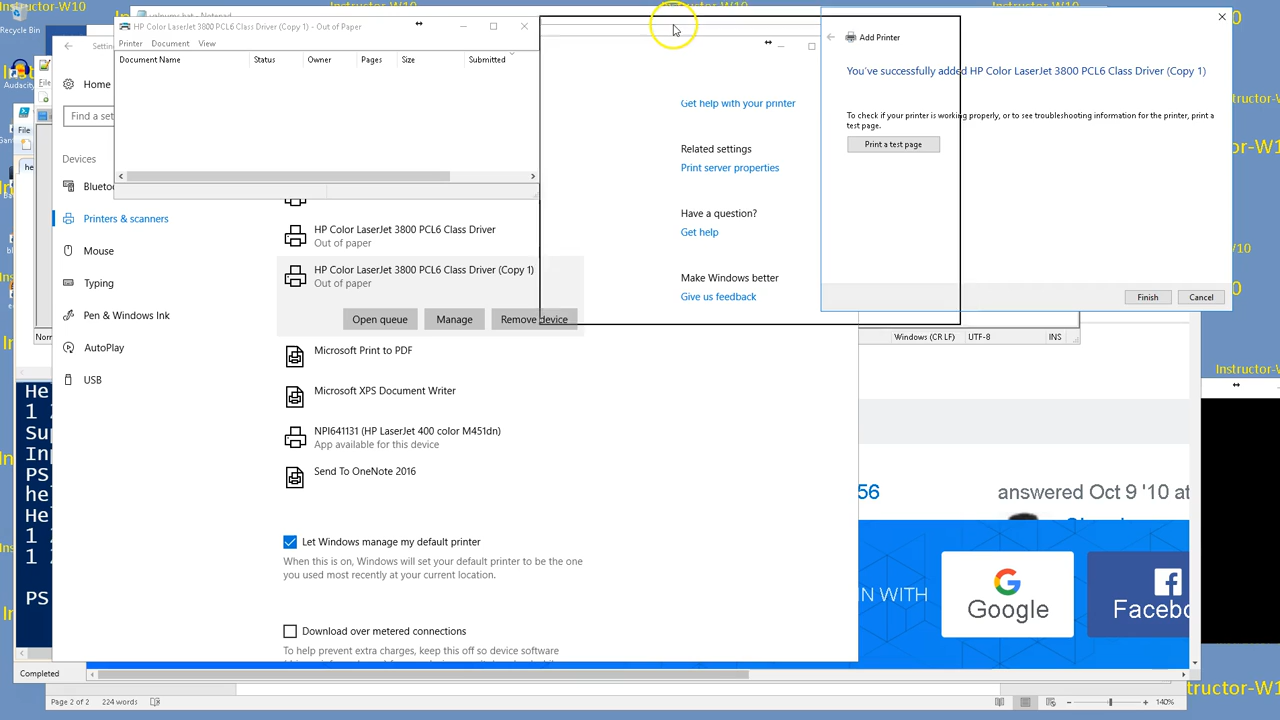 Instructor-W10
Recycle Bin
HP Color LaserJet 3800 PCL6 Class Driver (Copy 1) - Out of Paper
Printer Document View
Document Name Status Owner Pages Size Submitted
Home
Find a set
Devices
Bluetoo
Printers & scanners
Mouse
Typing
Pen & Windows Ink
AutoPlay
USB
HP Color LaserJet 3800 PCL6 Class Driver
Out of paper
HP Color LaserJet 3800 PCL6 Class Driver (Copy 1)
Out of paper
Open queue Manage Remove device
Microsoft Print to PDF
Microsoft XPS Document Writer
NPI641131 (HP LaserJet 400 color M451dn)
App available for this device
Send To OneNote 2016
Let Windows manage my default printer
When this is on, Windows will set your default printer to be the one
you used most recently at your current location.
Download over metered connections
To help prevent extra charges, keep this off so device software
Get help with your printer
Related settings
Print server properties
Have a question?
Get help
Make Windows better
Give us feedback
Add Printer
You've successfully added HP Color LaserJet 3800 PCL6 Class Driver (Copy 1)
To check if your printer is working properly, or to see troubleshooting information for the printer, print a
test page.
Print a test page
Finish Cancel
Windows (CR LF) UTF-8 INS
56
answered Oct 9 '10 at
IN WITH
Google
Facebo
Audacity
File
PS
Completed
Page 2 of 2 224 words
140%